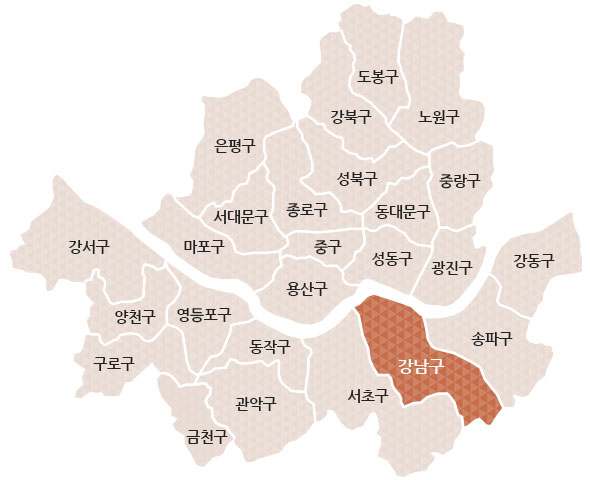 도봉구
강북구
노원구
은평구
성북구
중랑구
서대문구
종로구
동대문구
강서구
마포구
중구
성동구
광진구
강동구
용산구
양천구
영등포구
동작구
송파구
구로구
강남구
서초구
관악구
금천구